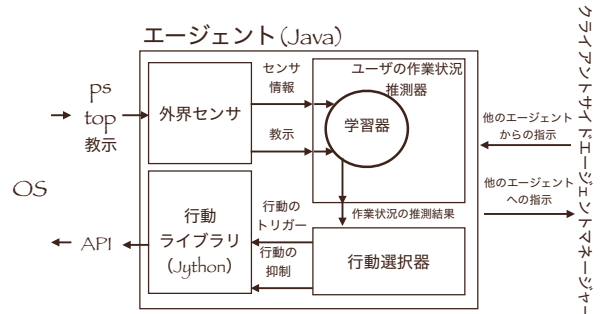 エージェント(Java)
センサ
情報
ユーザの作業状況
推測器
ps
top
教示
外界センサ
学習器
教示
他のエージェント
からの指示
他のエージェント
への指示
OS
行動の
トリガー
作業状況の推測結果
行動
ライブラリ
(Jython)
行動の
抑制
行動選択器
API
クライアントサイドエージェントマネージャー